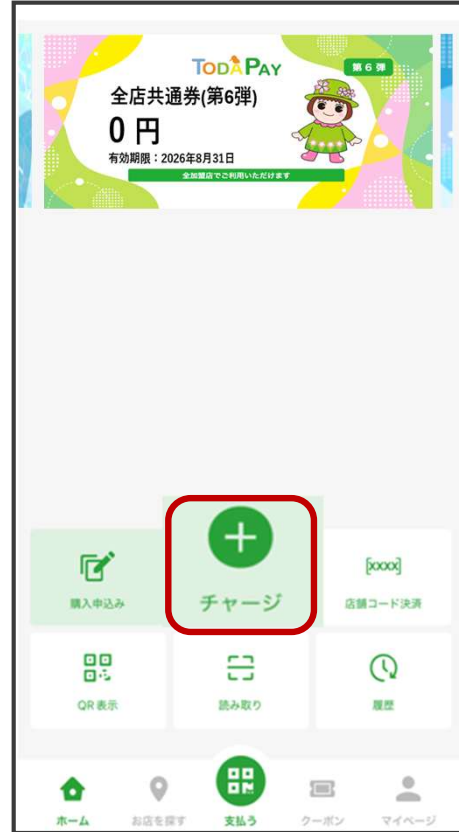 TODAPAY
第6弾
全店共通券(第6弾)
0 円
有効期限：2026年8月31日
全加盟店でご利用いただけます
購入申込み
チャージ
[xxxx]
店舗コード決済
QR表示
読み取り
履歴
ホーム
お店を探す
支払う
クーポン
マイページ